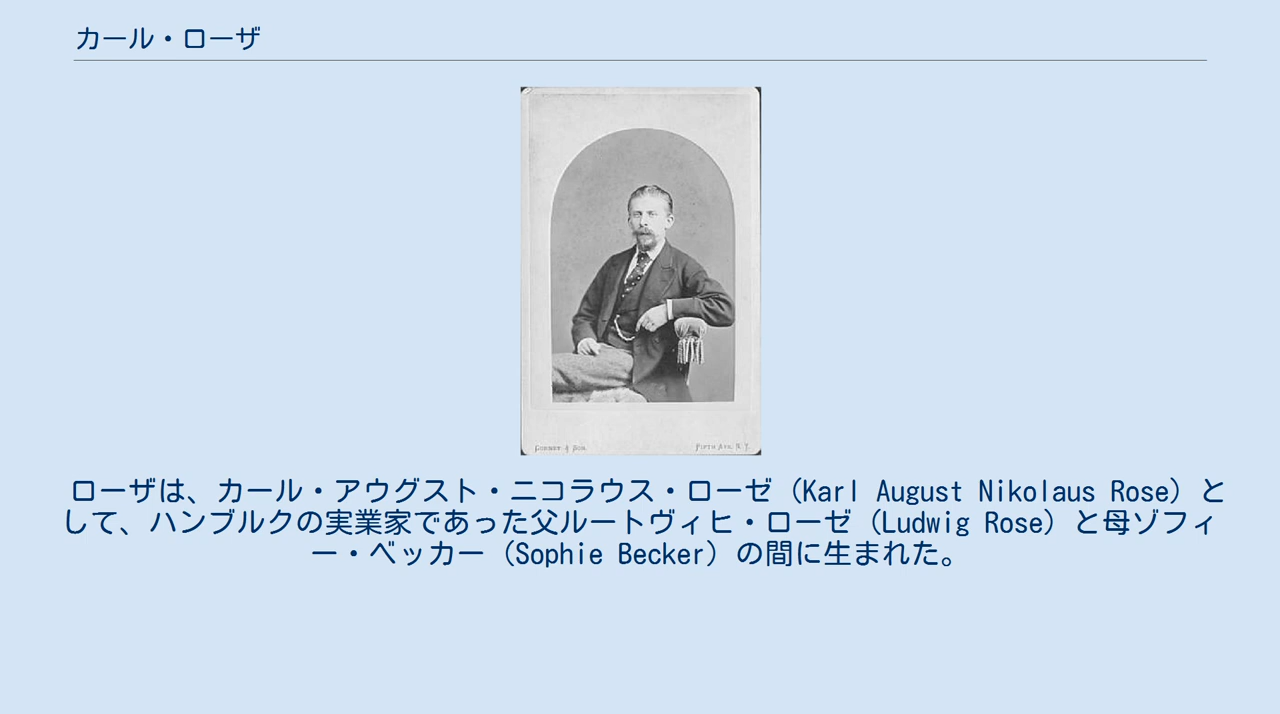 カール・ローザ
Gurney & Son.
Fifth Ave. N.Y.
ローザは、カール・アウグスト・ニコラウス・ローゼ（Karl August Nikolaus Rose）と
して、ハンブルクの実業家であった父ルートヴィヒ・ローゼ（Ludwig Rose）と母ゾフィ
ー・ベッカー（Sophie Becker）の間に生まれた。